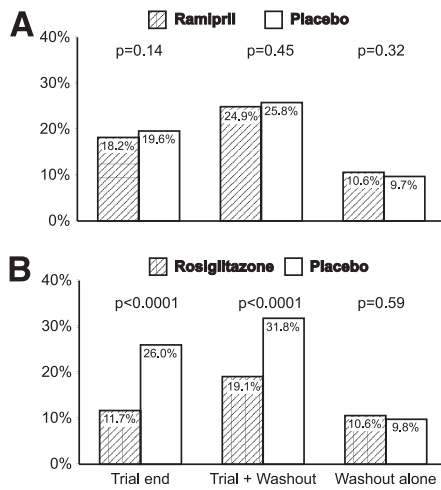 A
Ramipril Placebo
40%
p=0.14 p=0.45 p=0.32
30%
24.9% 25.8%
20%
18.2% 19.6%
10%
10.6% 9.7%
0%
B
Rosiglitazone Placebo
40%
p<0.0001 p<0.0001 p=0.59
30%
26.0% 31.8%
20%
19.1%
10%
11.7% 10.6% 9.8%
0%
Trial end Trial + Washout Washout alone